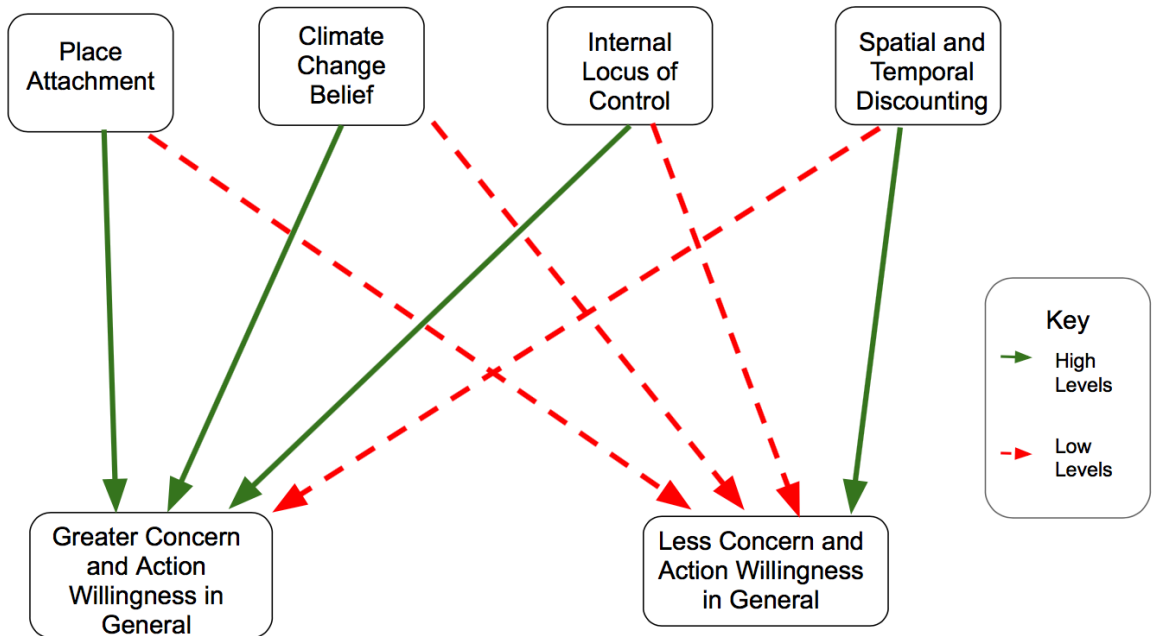 Place
Attachment
Climate
Change
Belief
Internal
Locus of
Control
Spatial and
Temporal
Discounting
Key
High
Levels
Low
Levels
Greater Concern
and Action
Willingness in
General
Less Concern and
Action Willingness
in General